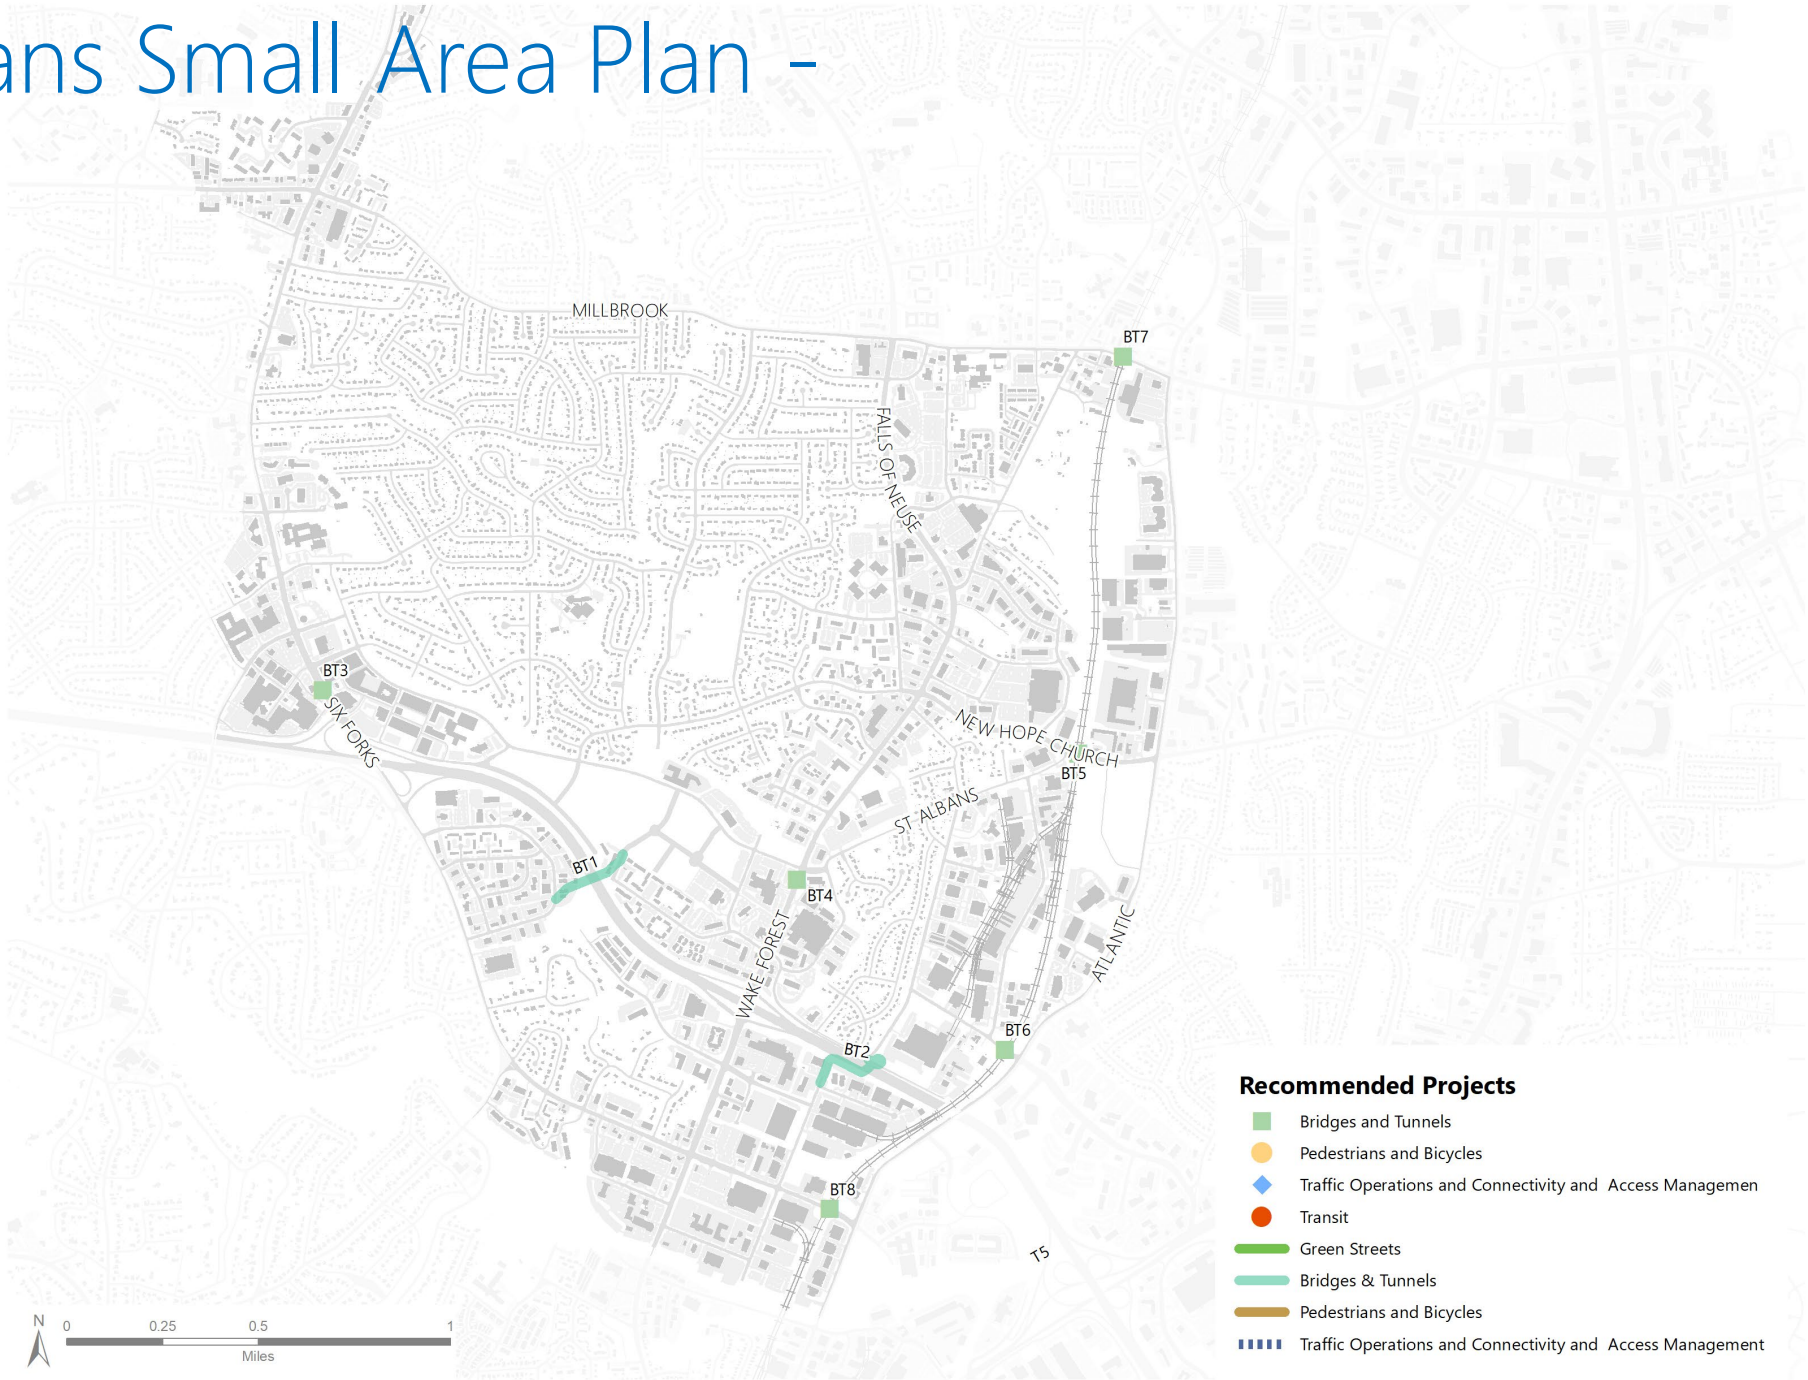 ans Small Area Plan -
MILLBROOK
BT7
FALLS OF NEUSE
BT3
SIX FORKS
NEW HOPE CHURCH
BT5
ST ALBANS
BT1
BT4
WAKE FOREST
ATLANTIC
BT6
BT2
BT8
T5
Recommended Projects
Bridges and Tunnels
Pedestrians and Bicycles
Traffic Operations and Connectivity and Access Managemen
Transit
Green Streets
Bridges & Tunnels
Pedestrians and Bicycles
Traffic Operations and Connectivity and Access Management
N
0 0.25 0.5 1
Miles